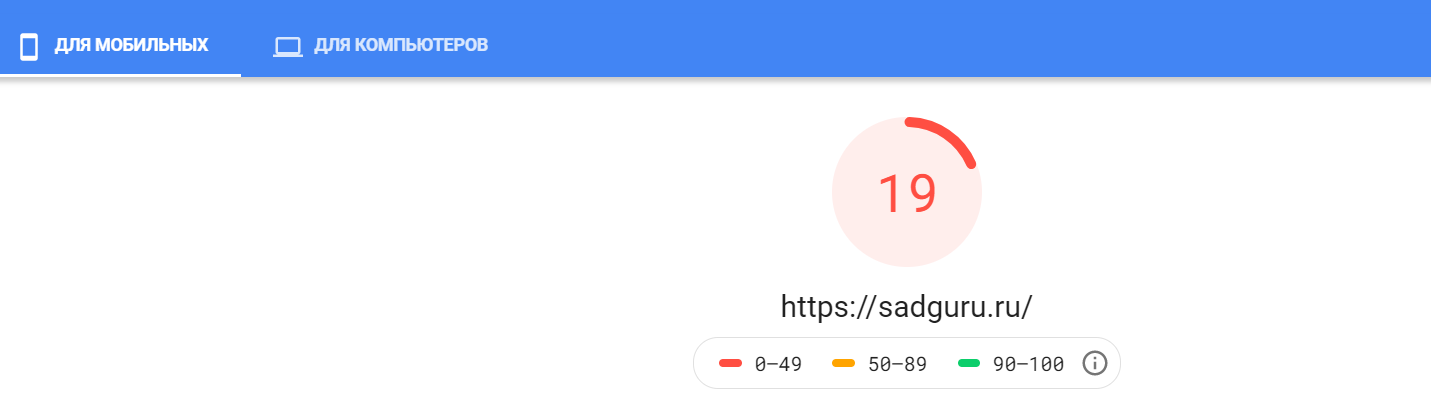 ДЛЯ МОБИЛЬНЫХ
ДЛЯ КОМПЬЮТЕРОВ
19
https://sadguru.ru/
0–49 50–89 90–100